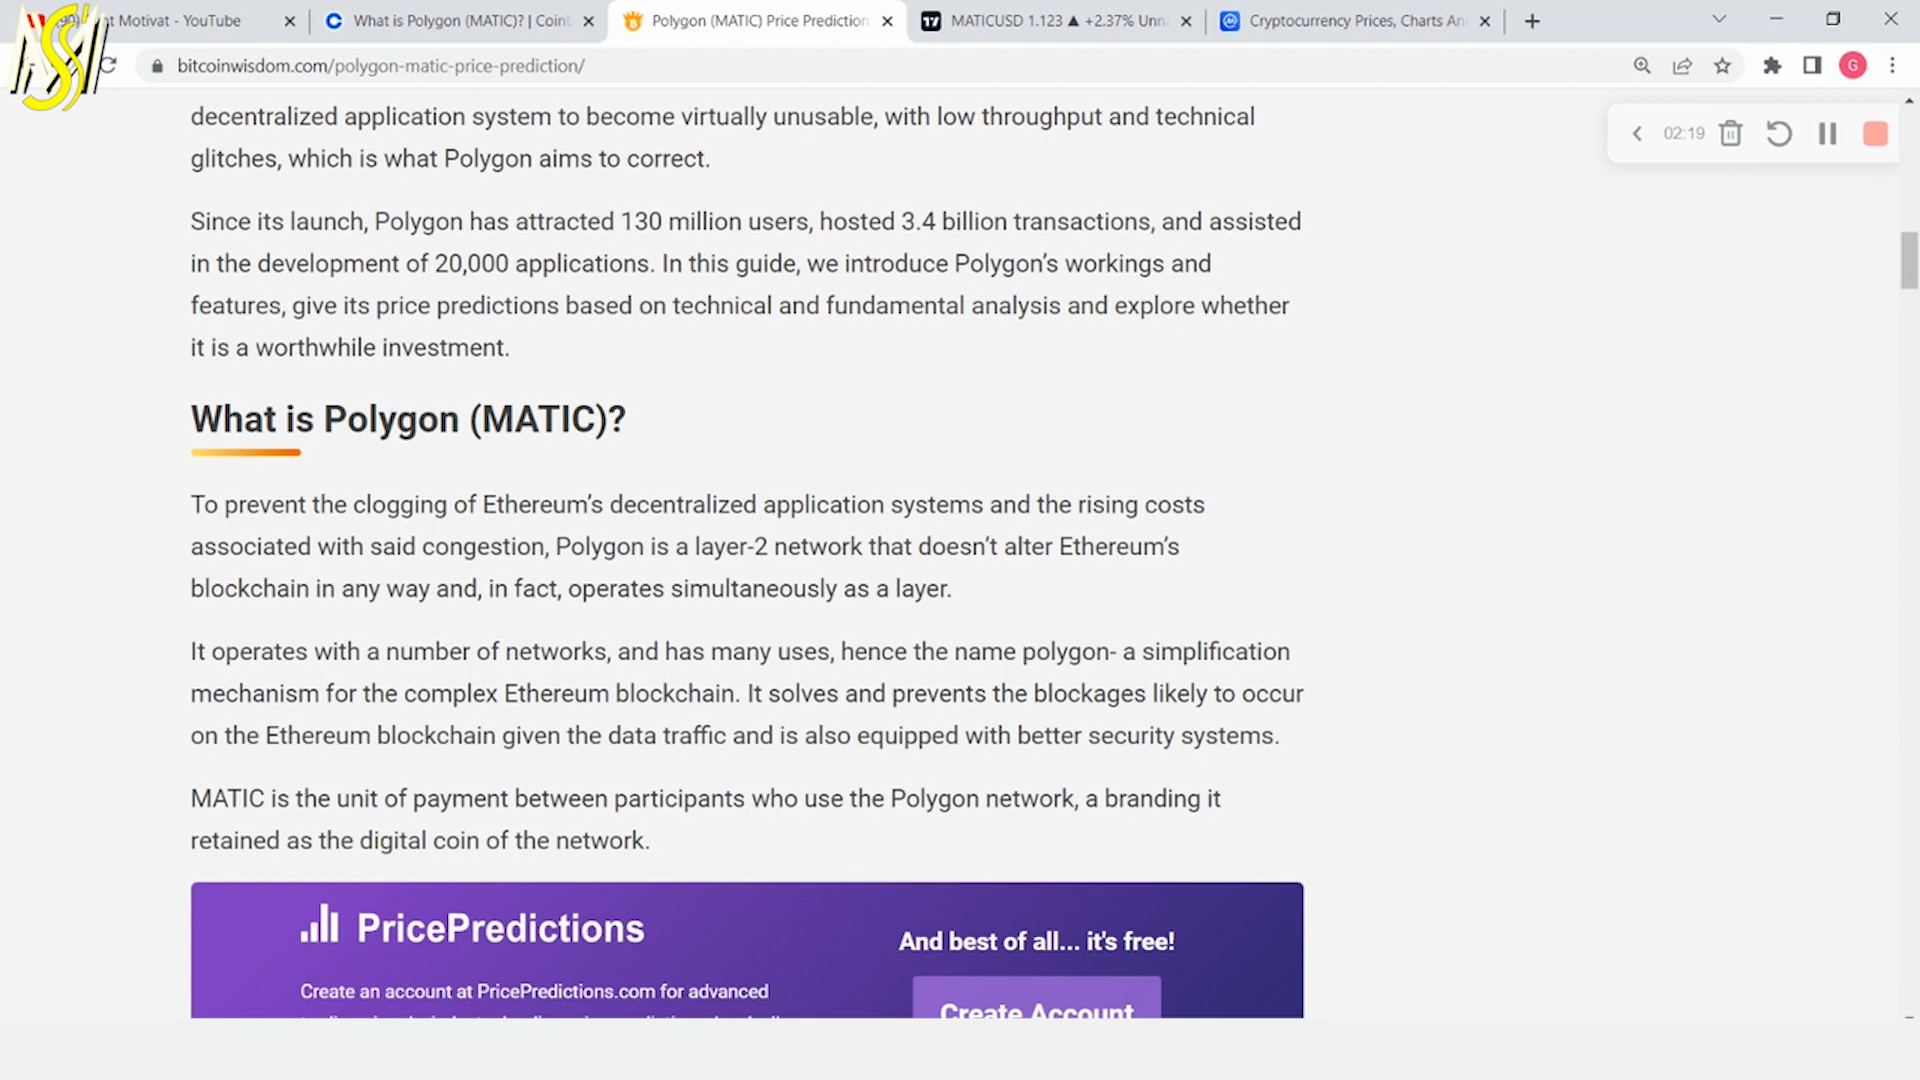 nt Motivat - YouTube
What is Polygon (MATIC)? | Coinb
Polygon (MATIC) Price Prediction
MATICUSD 1.123 ▲ +2.37% Unn
Cryptocurrency Prices, Charts An
bitcoinwisdom.com/polygon-matic-price-prediction/
G
02:19
decentralized application system to become virtually unusable, with low throughput and technical
glitches, which is what Polygon aims to correct.
Since its launch, Polygon has attracted 130 million users, hosted 3.4 billion transactions, and assisted
in the development of 20,000 applications. In this guide, we introduce Polygon’s workings and
features, give its price predictions based on technical and fundamental analysis and explore whether
it is a worthwhile investment.
What is Polygon (MATIC)?
To prevent the clogging of Ethereum’s decentralized application systems and the rising costs
associated with said congestion, Polygon is a layer-2 network that doesn’t alter Ethereum’s
blockchain in any way and, in fact, operates simultaneously as a layer.
It operates with a number of networks, and has many uses, hence the name polygon- a simplification
mechanism for the complex Ethereum blockchain. It solves and prevents the blockages likely to occur
on the Ethereum blockchain given the data traffic and is also equipped with better security systems.
MATIC is the unit of payment between participants who use the Polygon network, a branding it
retained as the digital coin of the network.
PricePredictions
And best of all... it's free!
Create an account at PricePredictions.com for advanced
Create Account